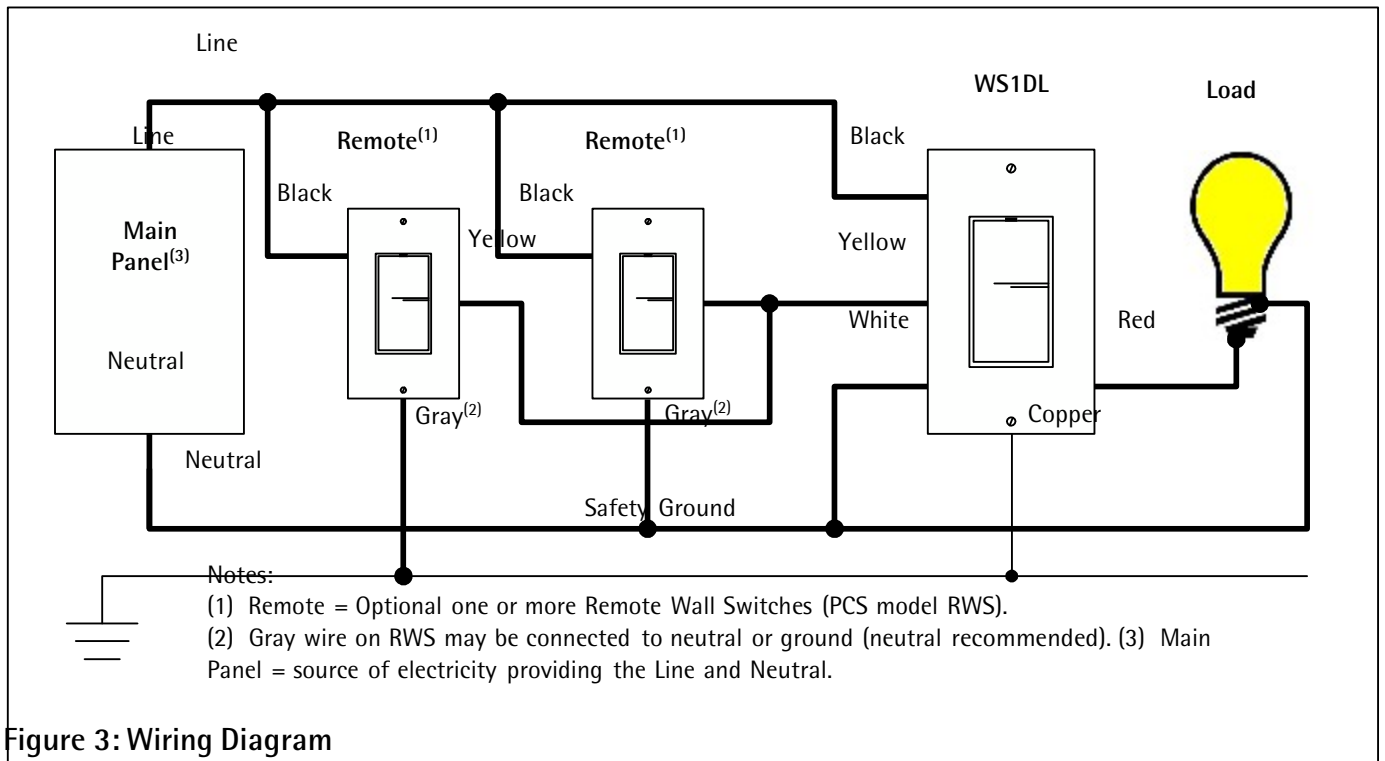 Line
WS1DL
Load
Line
Remote(1)
Remote(1)
Black
Black
Black
Main
Panel(3)
Yellow
Yellow
White
Red
Neutral
Gray(2)
Gray(2)
Copper
Neutral
Safety Ground
Notes:
(1) Remote = Optional one or more Remote Wall Switches (PCS model RWS).
(2) Gray wire on RWS may be connected to neutral or ground (neutral recommended). (3) Main
Panel = source of electricity providing the Line and Neutral.
Figure 3: Wiring Diagram